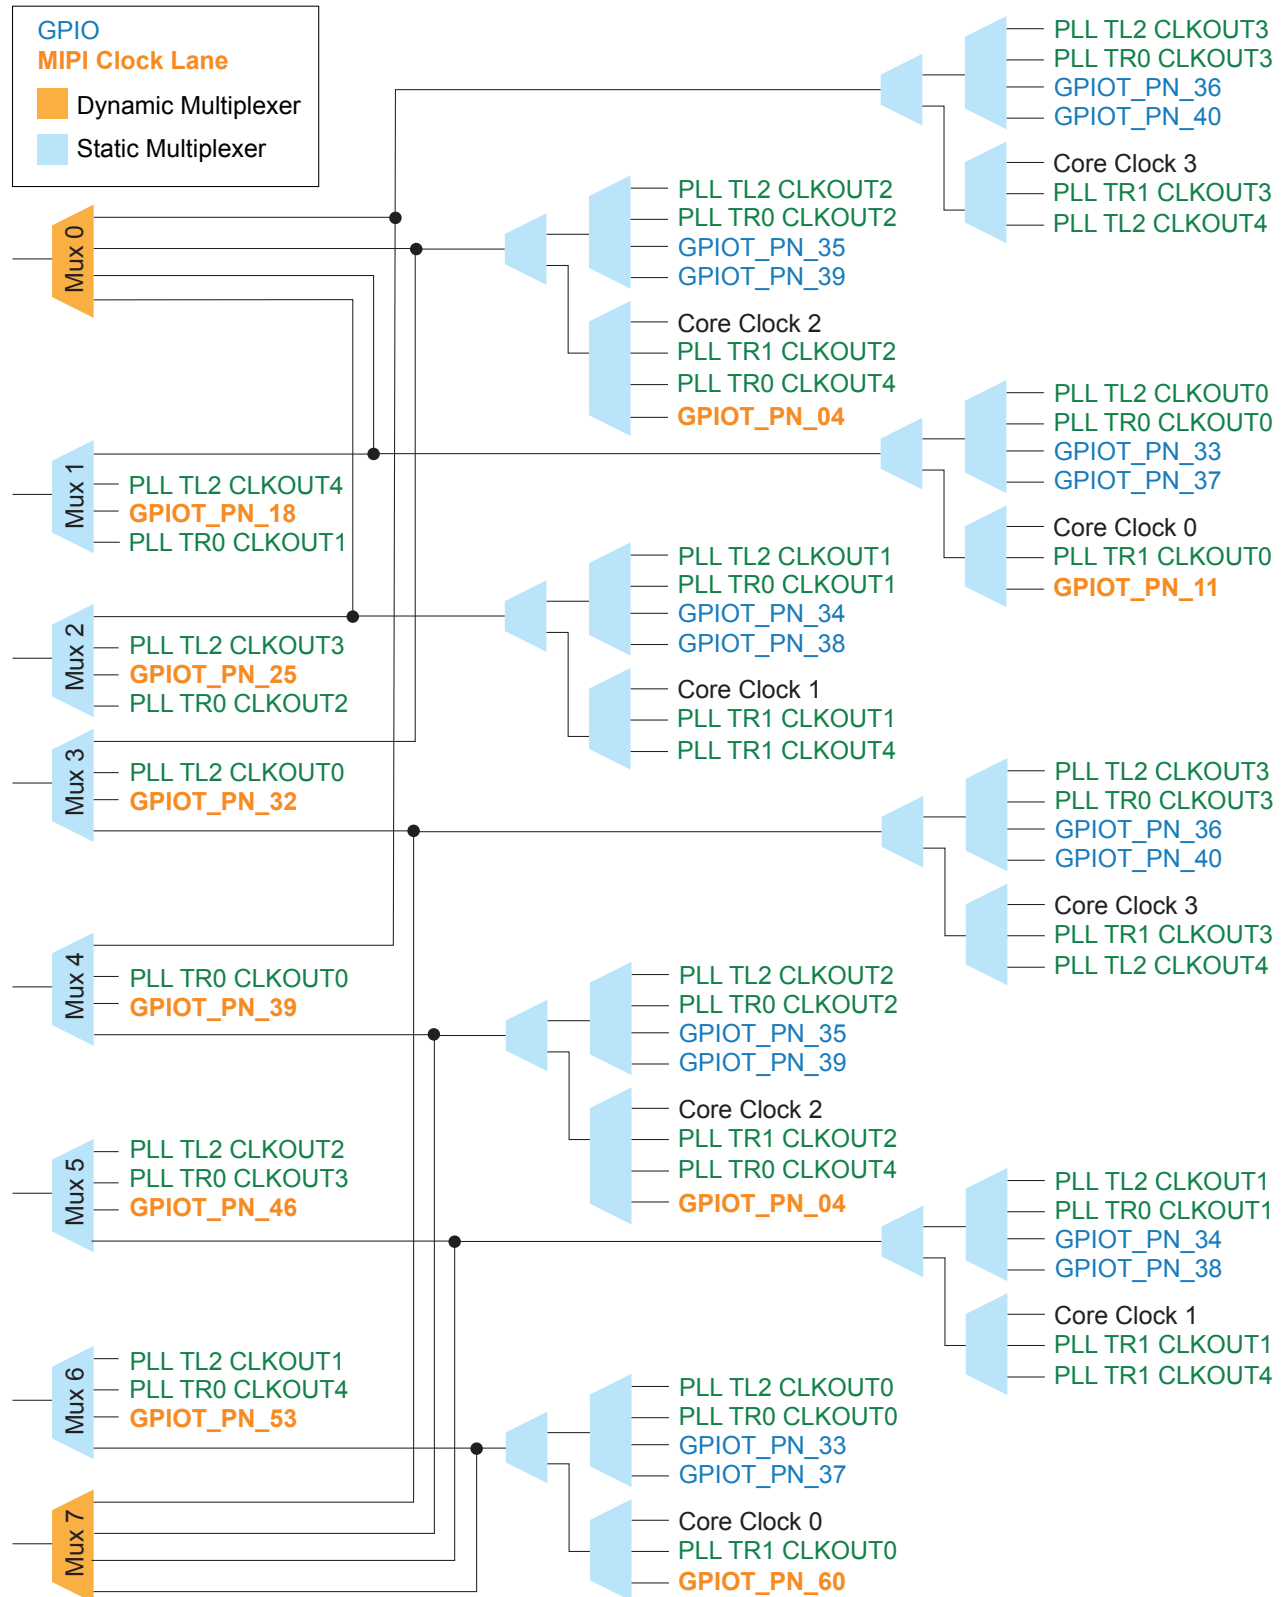 GPIO
MIPI Clock Lane
Dynamic Multiplexer
Static Multiplexer
PLL TL2 CLKOUT3
PLL TR0 CLKOUT3
GPIOT_PN_36
GPIOT_PN_40
Core Clock 3
PLL TR1 CLKOUT3
PLL TL2 CLKOUT4
Mux 0
PLL TL2 CLKOUT2
PLL TR0 CLKOUT2
GPIOT_PN_35
GPIOT_PN_39
Core Clock 2
PLL TR1 CLKOUT2
PLL TR0 CLKOUT4
GPIOT_PN_04
PLL TL2 CLKOUT0
PLL TR0 CLKOUT0
GPIOT_PN_33
GPIOT_PN_37
Core Clock 0
PLL TR1 CLKOUT0
GPIOT_PN_11
Mux 1
PLL TL2 CLKOUT4
GPIOT_PN_18
PLL TR0 CLKOUT1
PLL TL2 CLKOUT1
PLL TR0 CLKOUT1
GPIOT_PN_34
GPIOT_PN_38
Core Clock 1
PLL TR1 CLKOUT1
PLL TR1 CLKOUT4
Mux 2
PLL TL2 CLKOUT3
GPIOT_PN_25
PLL TR0 CLKOUT2
Mux 3
PLL TL2 CLKOUT0
GPIOT_PN_32
PLL TL2 CLKOUT3
PLL TR0 CLKOUT3
GPIOT_PN_36
GPIOT_PN_40
Core Clock 3
PLL TR1 CLKOUT3
PLL TL2 CLKOUT4
Mux 4
PLL TR0 CLKOUT0
GPIOT_PN_39
PLL TL2 CLKOUT2
PLL TR0 CLKOUT2
GPIOT_PN_35
GPIOT_PN_39
Core Clock 2
PLL TR1 CLKOUT2
PLL TR0 CLKOUT4
GPIOT_PN_04
Mux 5
PLL TL2 CLKOUT2
PLL TR0 CLKOUT3
GPIOT_PN_46
PLL TL2 CLKOUT1
PLL TR0 CLKOUT1
GPIOT_PN_34
GPIOT_PN_38
Core Clock 1
PLL TR1 CLKOUT1
PLL TR1 CLKOUT4
Mux 6
PLL TL2 CLKOUT1
PLL TR0 CLKOUT4
GPIOT_PN_53
PLL TL2 CLKOUT0
PLL TR0 CLKOUT0
GPIOT_PN_33
GPIOT_PN_37
Core Clock 0
PLL TR1 CLKOUT0
GPIOT_PN_60
Mux 7